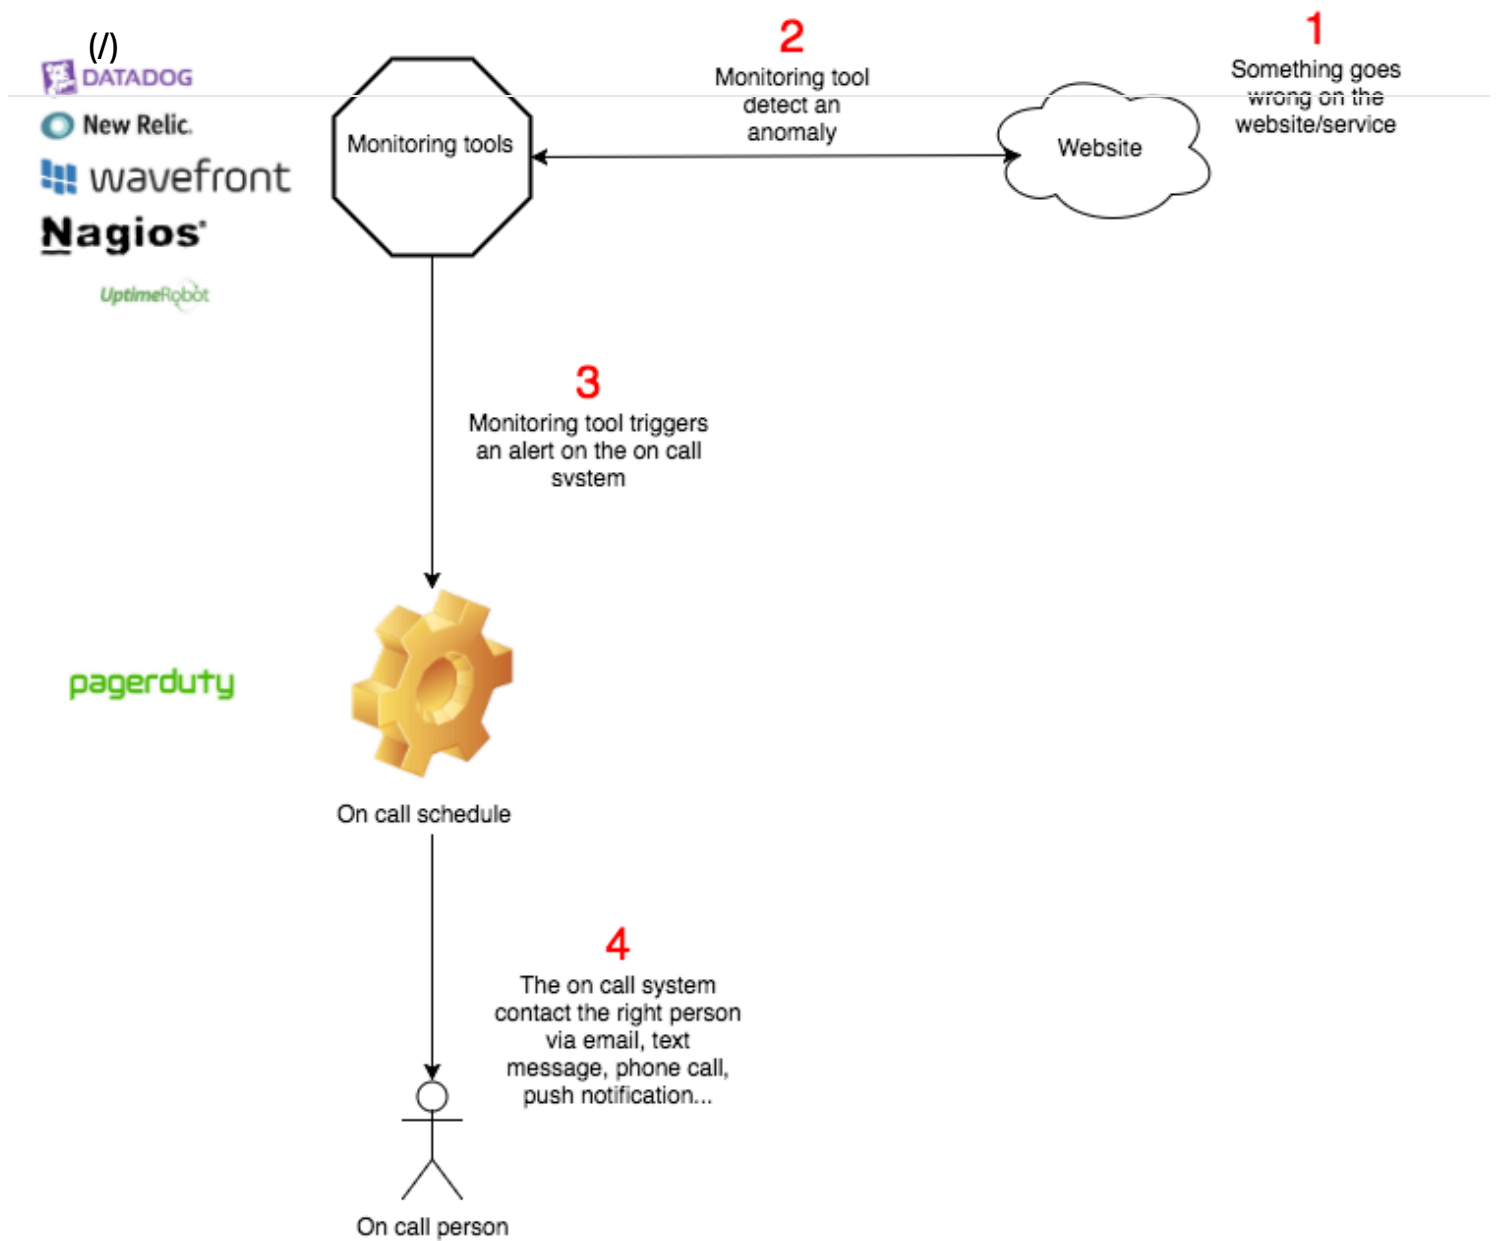 (/)
DATADOG
New Relic.
wavefront
Nagios®
UptimeRobot
Monitoring tools
2
Monitoring tool
detect an
anomaly
Website
1
Something goes
wrong on the
website/service
3
Monitoring tool triggers
an alert on the on call
system
pagerduty
On call schedule
4
The on call system
contact the right person
via email, text
message, phone call,
push notification...
On call person